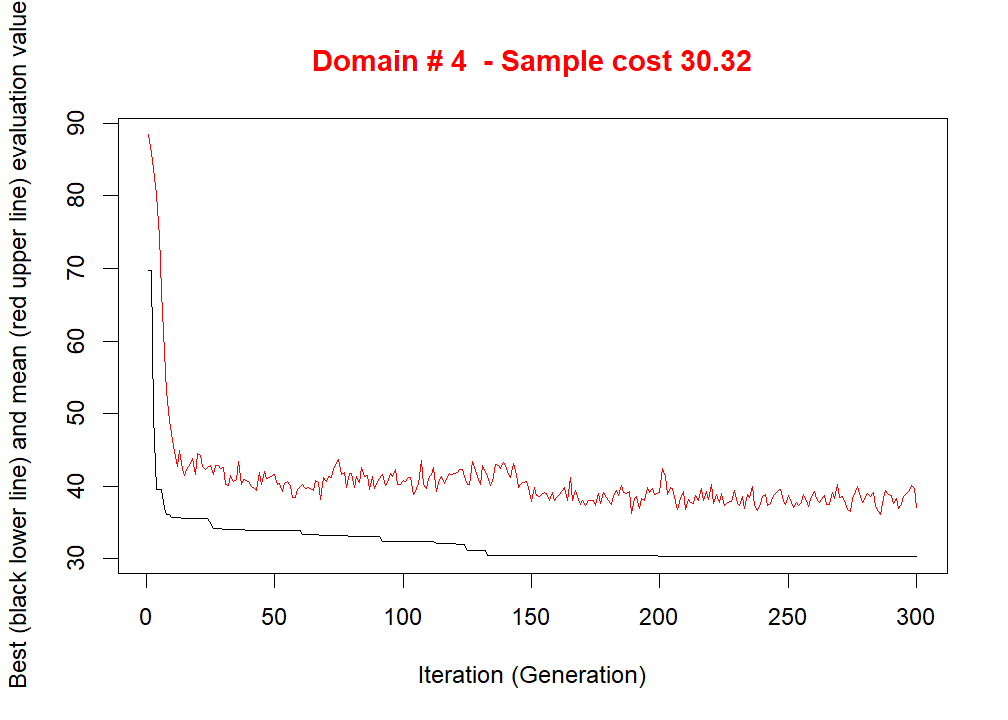 Domain # 4  - Sample cost 30.32
Best (black lower line) and mean (red upper line) evaluation value
90
80
70
60
50
40
30
0 50 100 150 200 250 300
Iteration (Generation)